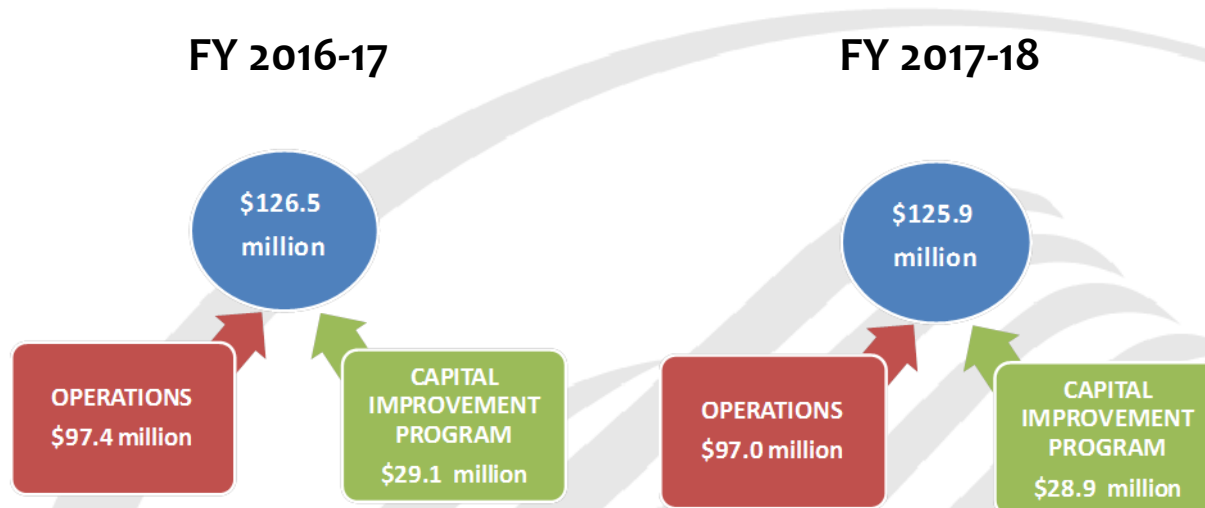 FY 2016-17
$126.5
million
OPERATIONS
$97.4 million
CAPITAL
IMPROVEMENT
PROGRAM
$29.1 million
FY 2017-18
$125.9
million
OPERATIONS
$97.0 million
CAPITAL
IMPROVEMENT
PROGRAM
$28.9 million